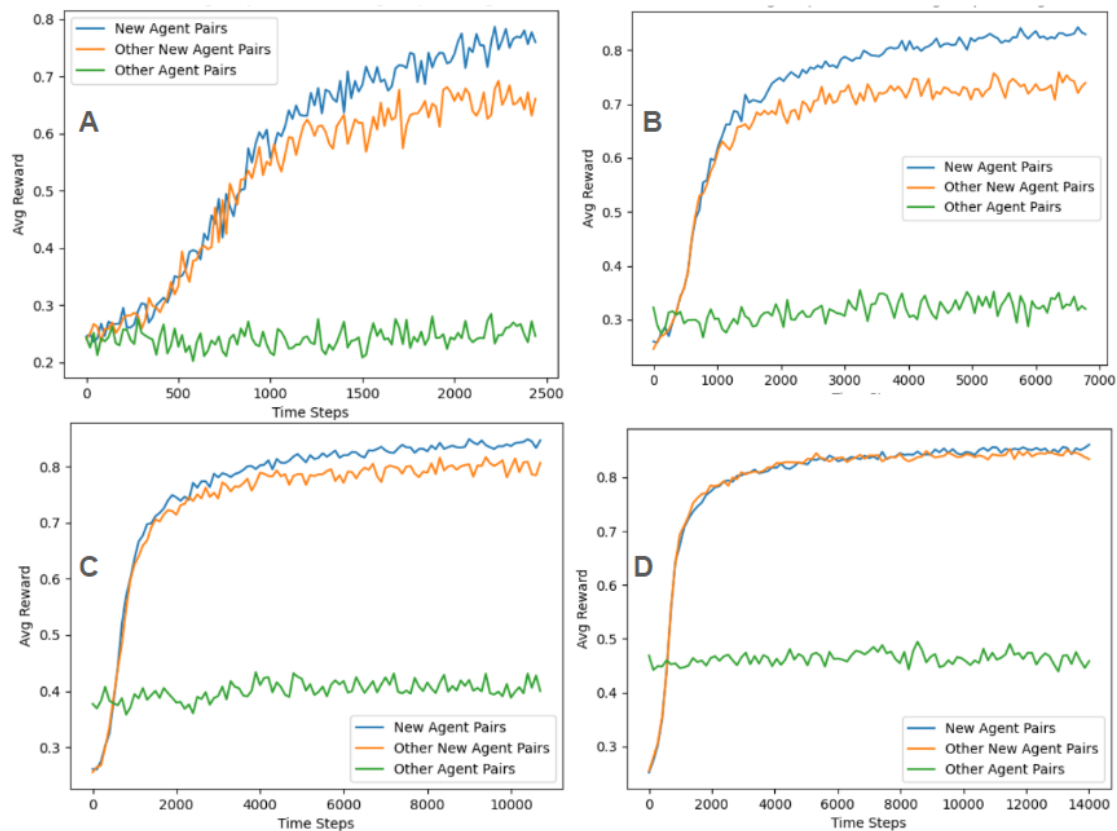 0.8
0.7
0.6
0.5
0.4
0.3
0.2
Avg Reward
New Agent Pairs
Other New Agent Pairs
Other Agent Pairs
A
0 500 1000 1500 2000 2500
Time Steps
0.8
0.7
0.6
0.5
0.4
0.3
Avg Reward
B
New Agent Pairs
Other New Agent Pairs
Other Agent Pairs
0 1000 2000 3000 4000 5000 6000 7000
0.8
0.7
0.6
0.5
0.4
0.3
Avg Reward
C
New Agent Pairs
Other New Agent Pairs
Other Agent Pairs
0 2000 4000 6000 8000 10000
Time Steps
0.8
0.7
0.6
0.5
0.4
0.3
Avg Reward
D
New Agent Pairs
Other New Agent Pairs
Other Agent Pairs
0 2000 4000 6000 8000 10000 12000 14000
Time Steps